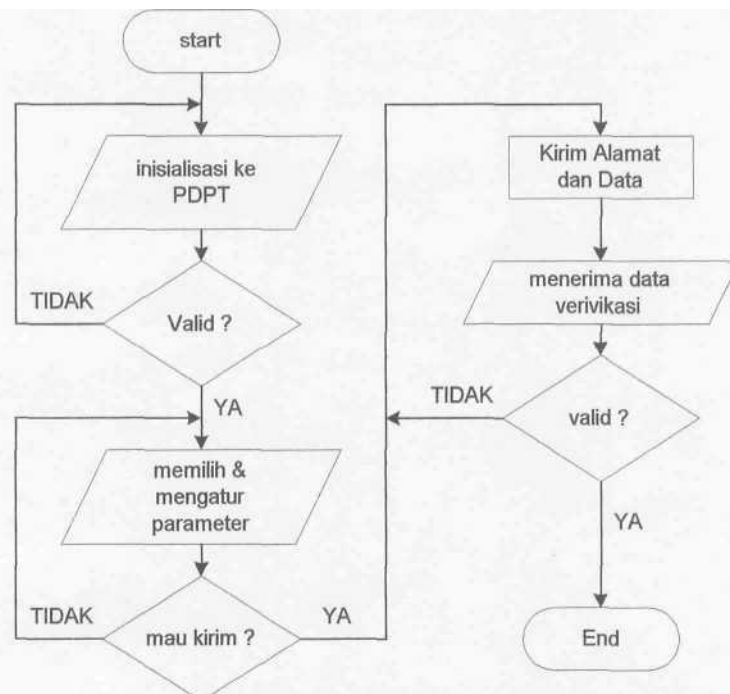 start
inisialisasi ke
PDPT
TIDAK
Valid ?
YA
memilih &
mengatur
parameter
TIDAK
mau kirim ?
YA
Kirim Alamat
dan Data
menerima data
verivikasi
TIDAK
valid ?
YA
End